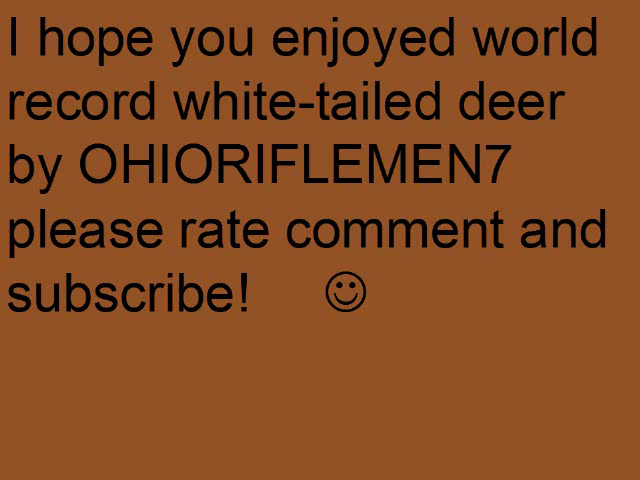 I hope you enjoyed world
record white-tailed deer
by OHIORIFLEMEN7
please rate comment and
subscribe! ☺